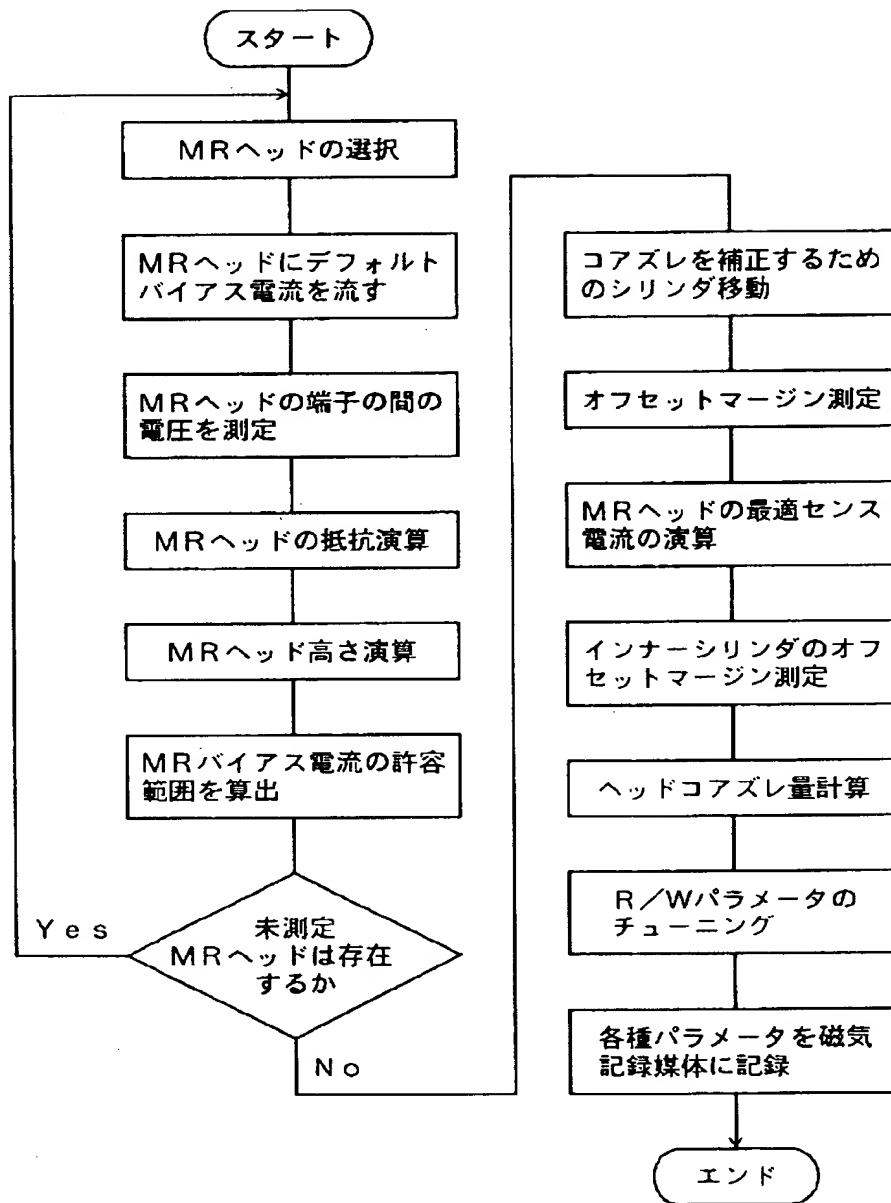 スタート
MRヘッドの選択
MRヘッドにデフォルト
バイアス電流を流す
MRヘッドの端子の間の
電圧を測定
MRヘッドの抵抗演算
MRヘッド高さ演算
MRバイアス電流の許容
範囲を算出
未測定
MRヘッドは存在
するか
Yes
No
コアズレを補正するため
のシリンダ移動
オフセットマージン測定
MRヘッドの最適センス
電流の演算
インナーシリンダのオフ
セットマージン測定
ヘッドコアズレ量計算
R/Wパラメータの
チューニング
各種パラメータを磁気
記録媒体に記録
エンド